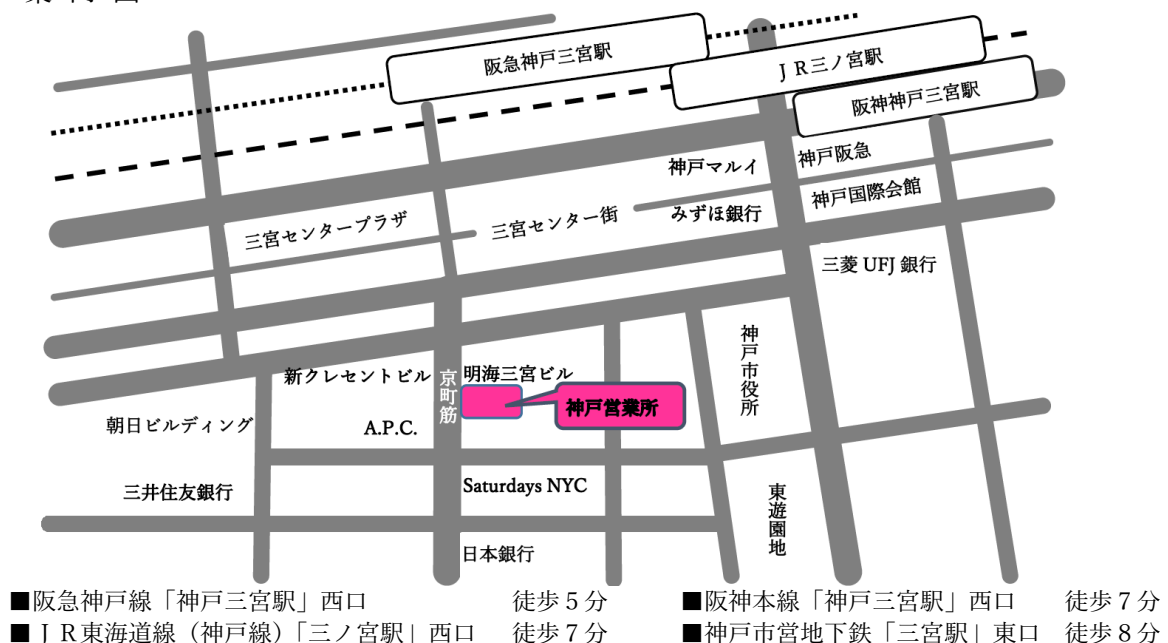 案内図
阪急神戸三宮駅
ＪＲ三ノ宮駅
阪神神戸三宮駅
神戸マルイ
神戸阪急
神戸国際会館
三宮センタープラザ
三宮センター街
みずほ銀行
三菱 UFJ 銀行
神戸市役所
新クレセントビル
京町筋
明海三宮ビル
神戸営業所
朝日ビルディング
A.P.C.
三井住友銀行
Saturdays NYC
東遊園地
日本銀行
■阪急神戸線「神戸三宮駅」西口 徒歩５分 ■阪神本線「神戸三宮駅」西口 徒歩７分
■ＪＲ東海道線（神戸線）「三ノ宮駅」西口 徒歩７分 ■神戸市営地下鉄「三宮駅」東口 徒歩８分